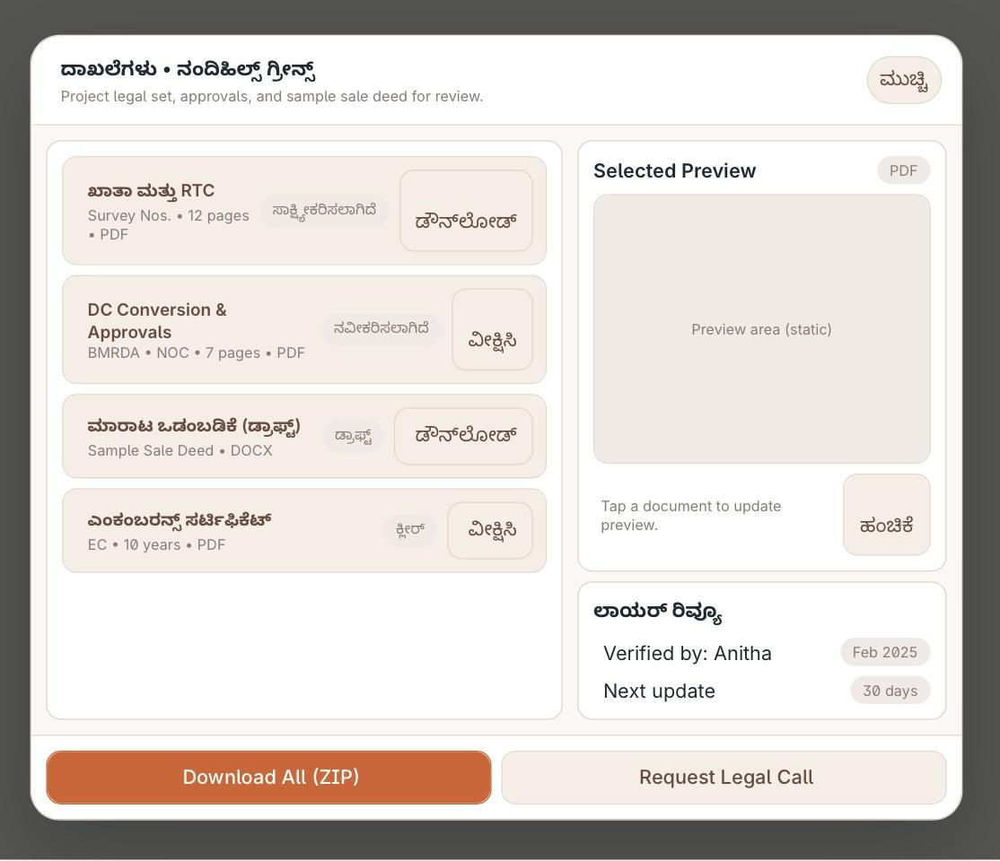 ದಾಖಲೆಗಳು • ನಂದಿಹಿಲ್ಸ್ ಗ್ರೀನ್ಸ್
Project legal set, approvals, and sample sale deed for review.
ಮುಚ್ಚಿ
ಖಾತಾ ಮತ್ತು RTC
Survey Nos. • 12 pages
• PDF
ಸಾಕ್ಷ್ಯೀಕರಿಸಲಾಗಿದೆ
ಡೌನ್‌ಲೋಡ್
DC Conversion &
Approvals
BMRDA • NOC • 7 pages • PDF
ನವೀಕರಿಸಲಾಗಿದೆ
ವೀಕ್ಷಿಸಿ
ಮಾರಾಟ ಒಡಂಬಡಿಕೆ (ಡ್ರಾಫ್ಟ್)
Sample Sale Deed • DOCX
ಡ್ರಾಫ್ಟ್
ಡೌನ್‌ಲೋಡ್
ಎಂಕಂಬರನ್ಸ್ ಸರ್ಟಿಫಿಕೆಟ್
EC • 10 years • PDF
ಕ್ಲೀರ್
ವೀಕ್ಷಿಸಿ
Selected Preview
PDF
Preview area (static)
Tap a document to update
preview.
ಹಂಚಿಕೆ
ಲಾಯರ್ ರಿವ್ಯೂ
Verified by: Anitha
Feb 2025
Next update
30 days
Download All (ZIP)
Request Legal Call